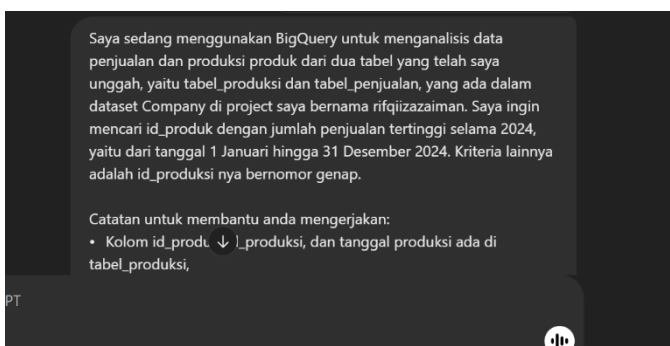 Saya sedang menggunakan BigQuery untuk menganalisis data
penjualan dan produksi produk dari dua tabel yang telah saya
unggah, yaitu tabel_produksi dan tabel_penjualan, yang ada dalam
dataset Company di project saya bernama rifqiizazaiman. Saya ingin
mencari id_produk dengan jumlah penjualan tertinggi selama 2024,
yaitu dari tanggal 1 Januari hingga 31 Desember 2024. Kriteria lainnya
adalah id_produksi nya bernomor genap.
Catatan untuk membantu anda mengerjakan:
• Kolom _produksi, dan tanggal produksi ada di
tabel_produksi,
PT